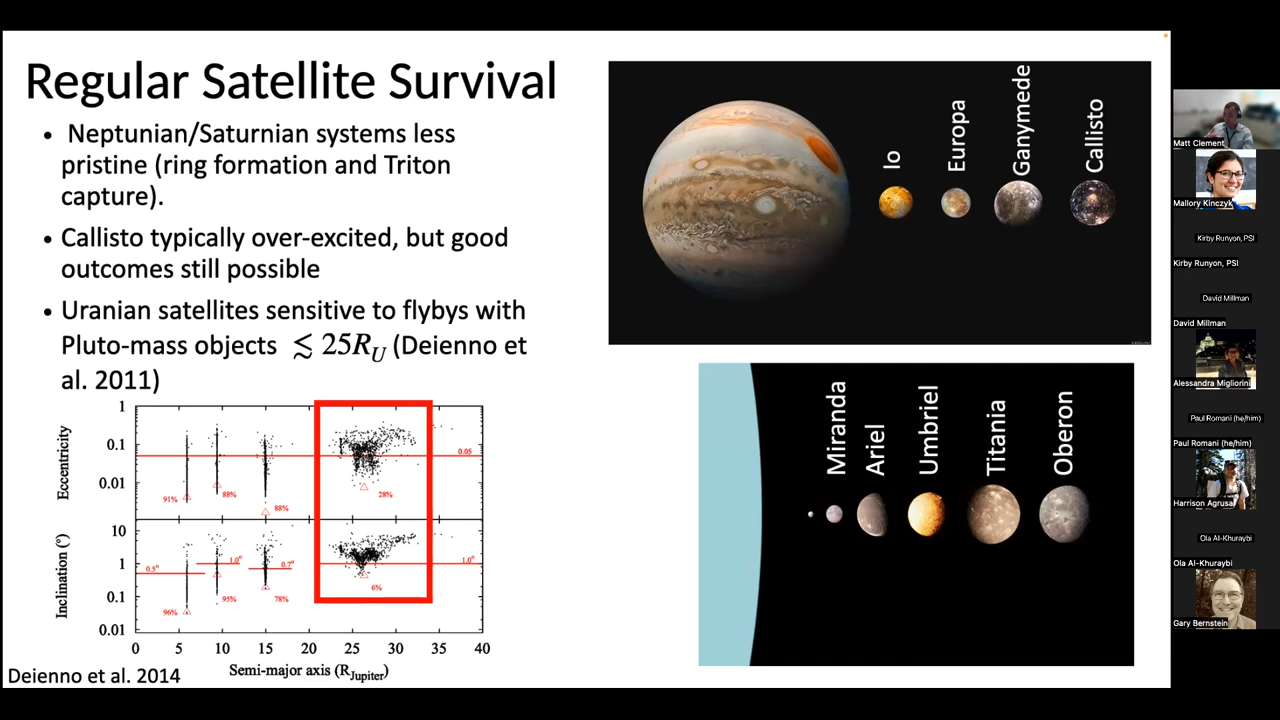 Regular Satellite Survival
• Neptunian/Saturnian systems less
pristine (ring formation and Triton
capture).
• Callisto typically over-excited, but good
outcomes still possible
• Uranian satellites sensitive to flybys with
Pluto-mass objects ≲ 25R_U (Deienno et
al. 2011)
Eccentricity
1
0.1
0.01
0.05
91%
88%
88%
28%
Inclination (°)
10
1
0.1
0.01
0.5°
1.0°
0.7°
1.0°
96%
95%
78%
6%
0 5 10 15 20 25 30 35 40
Semi-major axis (R_Jupiter)
Deienno et al. 2014
Io
Europa
Ganymede
Callisto
Miranda
Ariel
Umbriel
Titania
Oberon
Matt Clement
Mallory Kinczyk
Kirby Runyon, PSI
Kirby Runyon, PSI
David Millman
David Millman
Alessandra Migliorini
Paul Romani (he/him)
Paul Romani (he/him)
Harrison Agrusa
Ola Al-Khuraybi
Ola Al-Khuraybi
Gary Bernstein